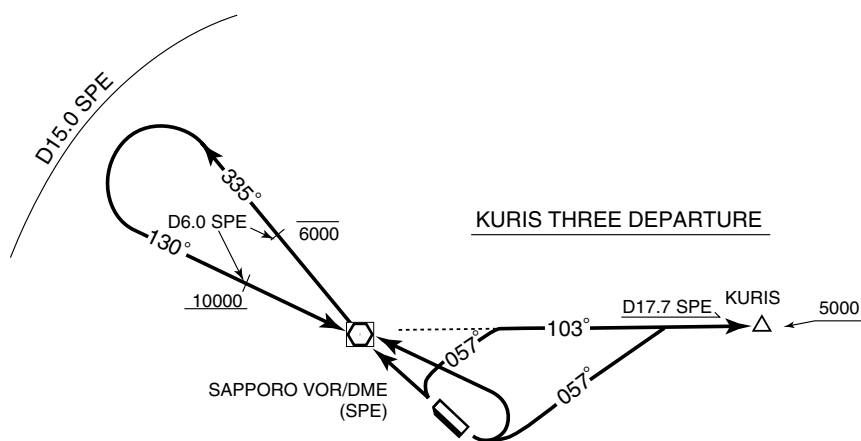 D15.0 SPE
335°
D6.0 SPE
6000
130°
10000
KURIS THREE DEPARTURE
D17.7 SPE
KURIS
5000
103°
057°
057°
SAPPORO VOR/DME
(SPE)